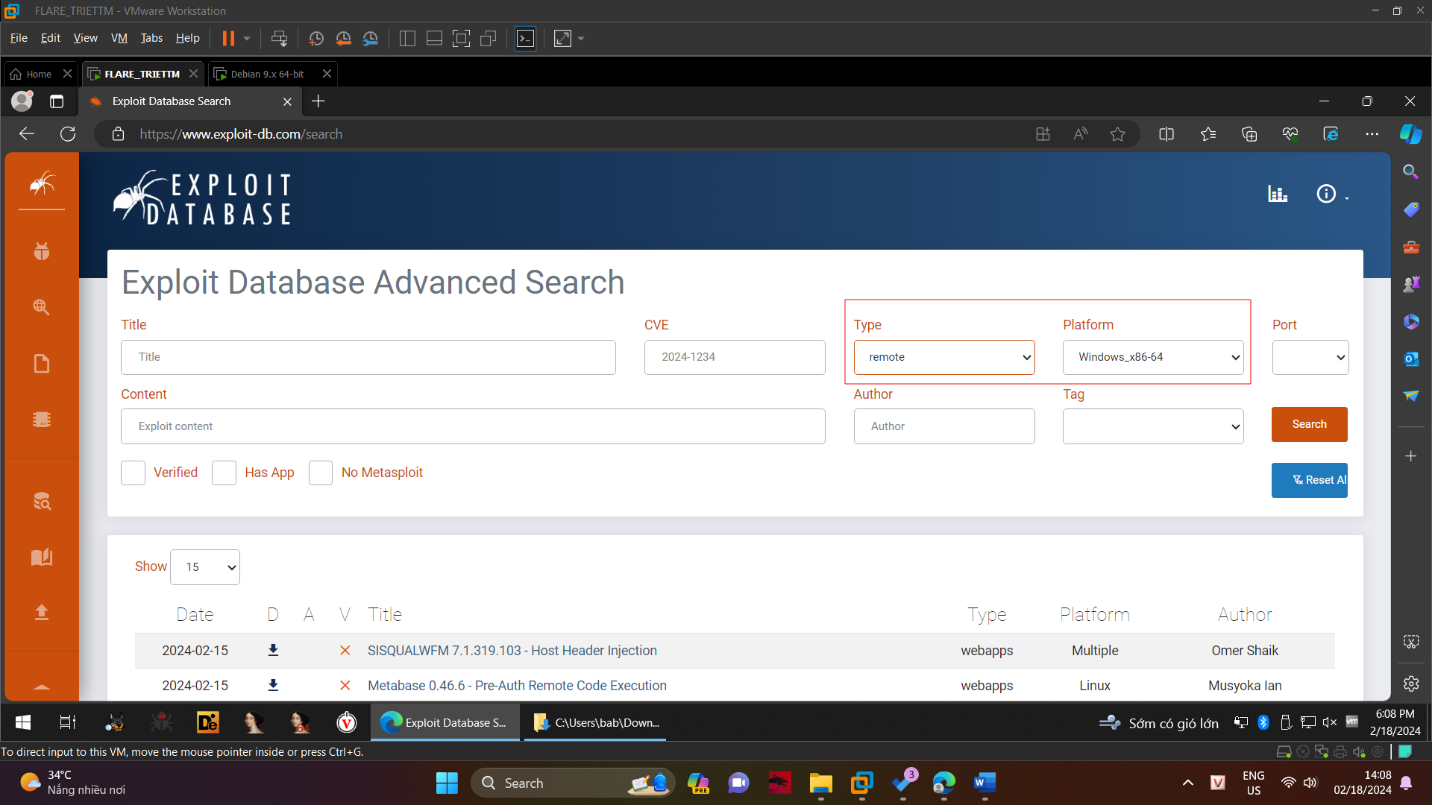 FLARE_TRIETTM - VMware Workstation
File Edit View VM Tabs Help
Home FLARE_TRIETTM Debian 9.x 64-bit
Exploit Database Search
https://www.exploit-db.com/search
EXPLOIT
DATABASE
Exploit Database Advanced Search
Title CVE Type Platform Port
Title 2024-1234 remote Windows_x86-64
Content Author Tag
Exploit content Author Search
Verified Has App No Metasploit
Reset Al
Show 15
Date D A V Title Type Platform Author
2024-02-15 SISQUALWFM 7.1.319.103 - Host Header Injection webapps Multiple Omer Shaik
2024-02-15 Metabase 0.46.6 - Pre-Auth Remote Code Execution webapps Linux Musyoka Ian
De Exploit Database S... C:\Users\bab\Down... Sớm có gió lớn 6:08 PM
2/18/2024
To direct input to this VM, move the mouse pointer inside or press Ctrl+G.
34°C
Nắng nhiều nơi
Search PRE 3 V ENG
US
14:08
02/18/2024